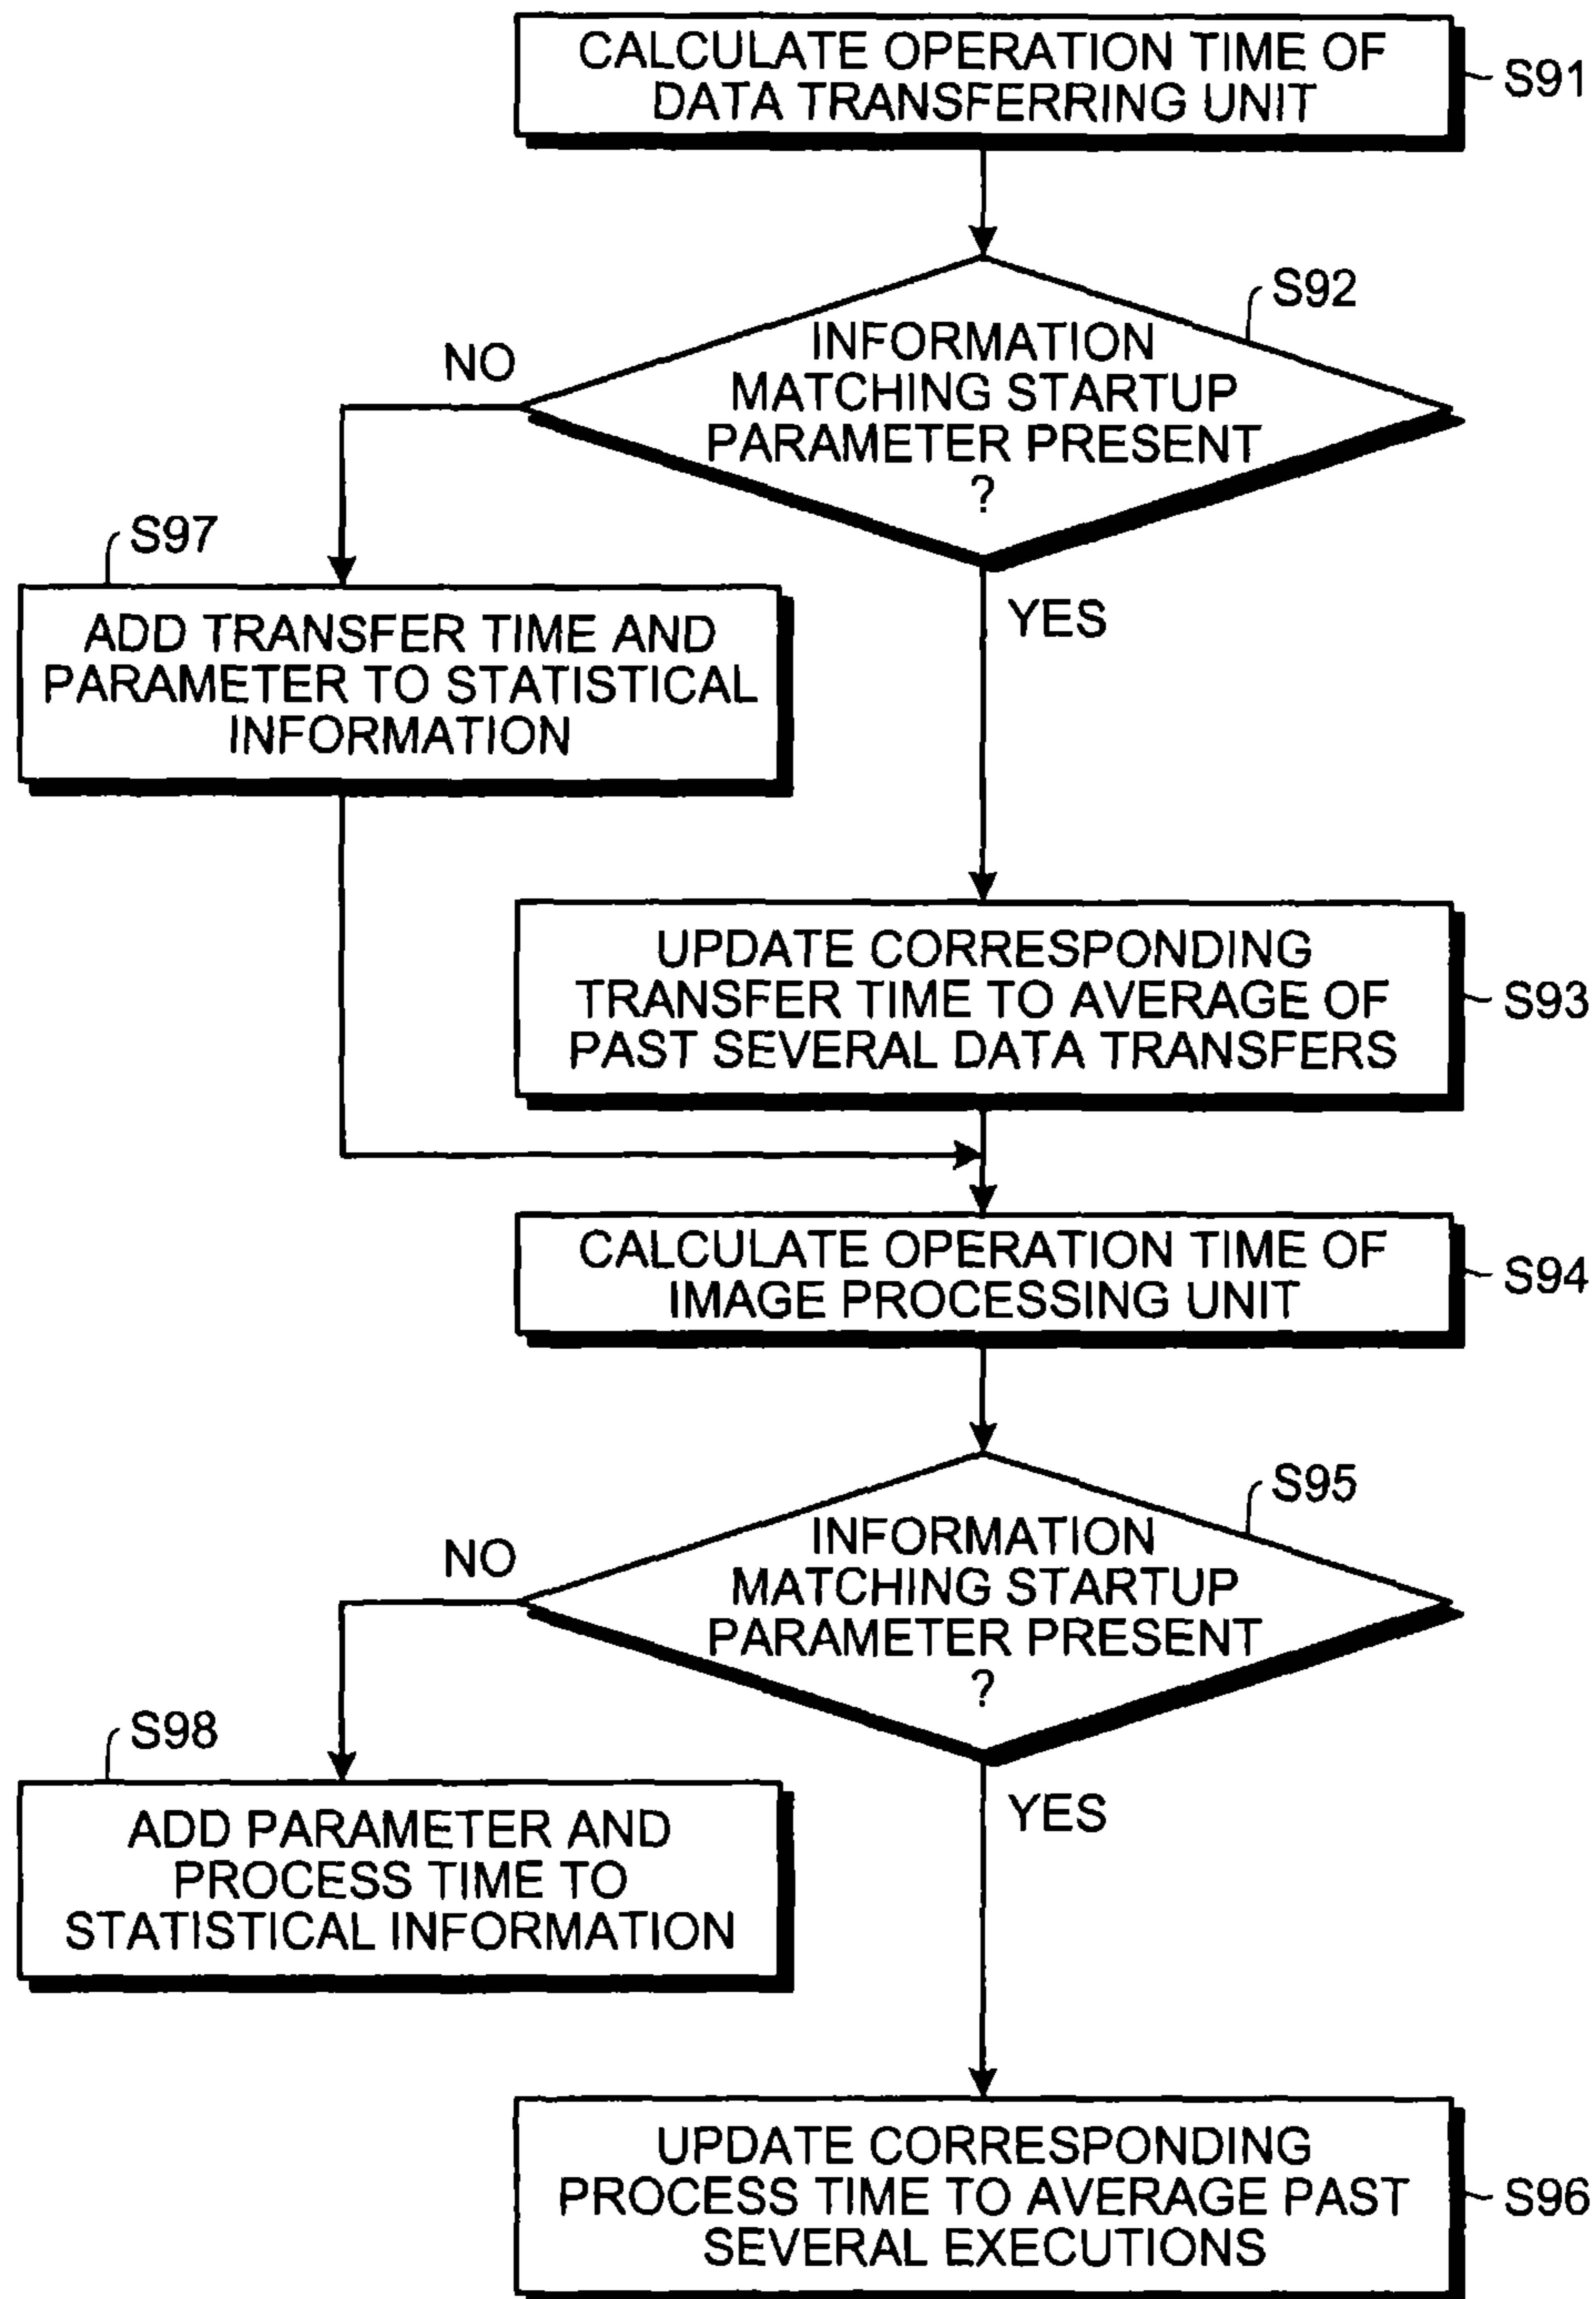 CALCULATE OPERATION TIME OF
DATA TRANSFERRING UNIT
S91
S92
INFORMATION
MATCHING STARTUP
PARAMETER PRESENT
?
NO
YES
S97
ADD TRANSFER TIME AND
PARAMETER TO STATISTICAL
INFORMATION
UPDATE CORRESPONDING
TRANSFER TIME TO AVERAGE OF
PAST SEVERAL DATA TRANSFERS
S93
CALCULATE OPERATION TIME OF
IMAGE PROCESSING UNIT
S94
S95
INFORMATION
MATCHING STARTUP
PARAMETER PRESENT
?
NO
YES
S98
ADD PARAMETER AND
PROCESS TIME TO
STATISTICAL INFORMATION
UPDATE CORRESPONDING
PROCESS TIME TO AVERAGE PAST
SEVERAL EXECUTIONS
S96